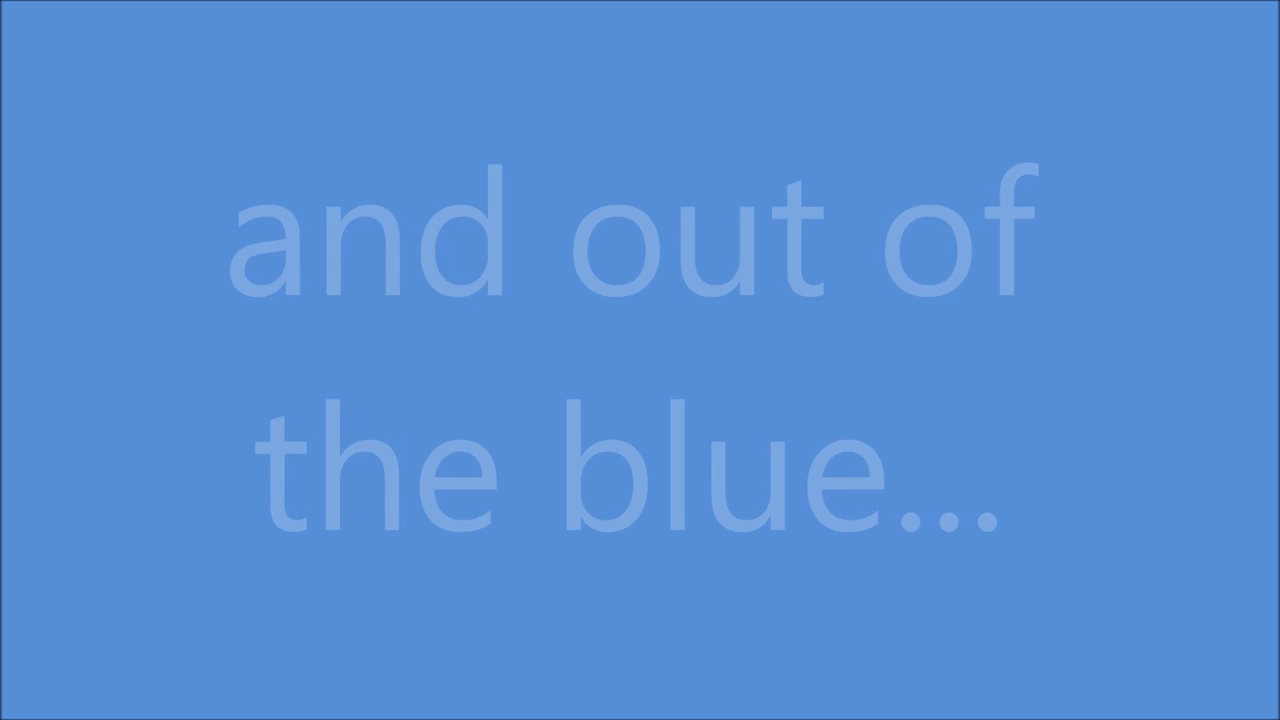 and out of
the blue...